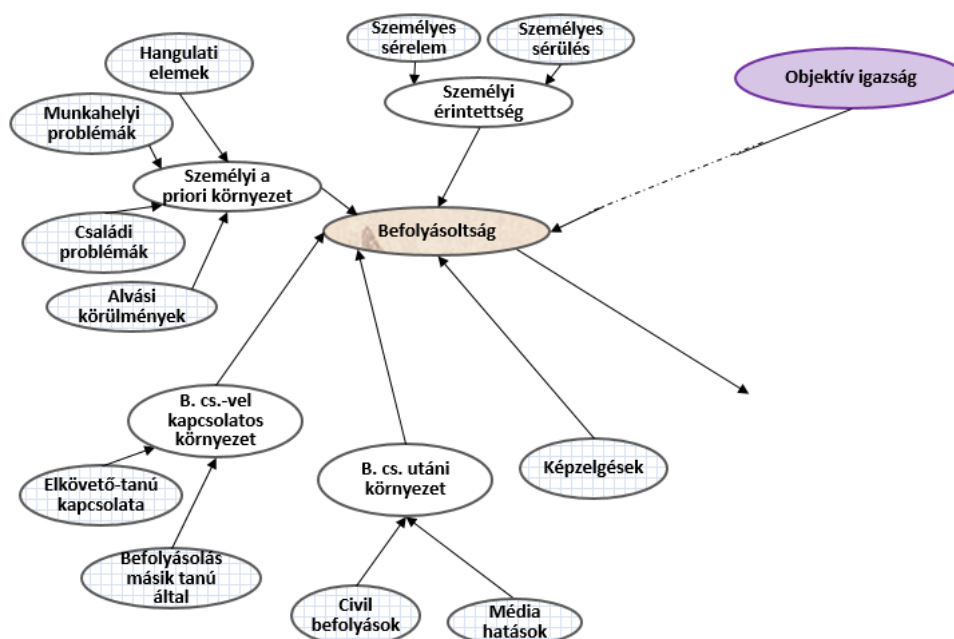 Személyes
sérelem
Személyes
sérülés
Hangulati
elemek
Objektív igazság
Személyi
érintettség
Munkahelyi
problémák
Személyi a
priori környezet
Befolyásoltság
Családi
problémák
Alvási
körülmények
B. cs.-vel
kapcsolatos
környezet
B. cs. utáni
környezet
Képzelgések
Elkövető-tanú
kapcsolata
Befolyásolás
másik tanú
által
Civil
befolyások
Média
hatások